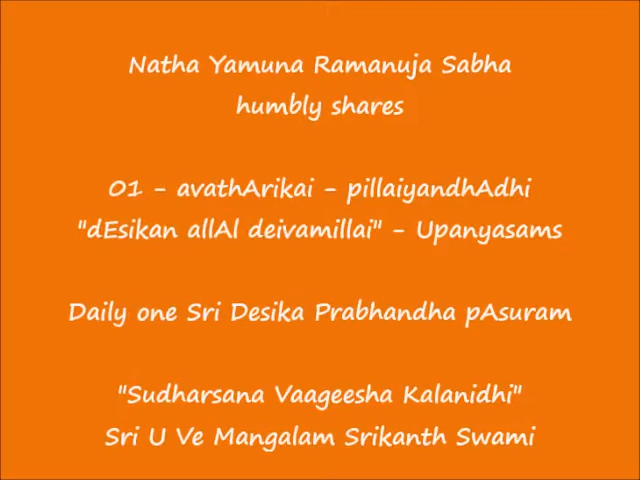 Natha Yamuna Ramanuja Sabha
humbly shares
01 - avathArikai - pillaiyandhAdhi
"dEsikan allAl deivamillai" - Upanyasams
Daily one Sri Desika Prabhandha pAsuram
"Sudharsana Vaageesha Kalanidhi"
Sri U Ve Mangalam Srikanth Swami